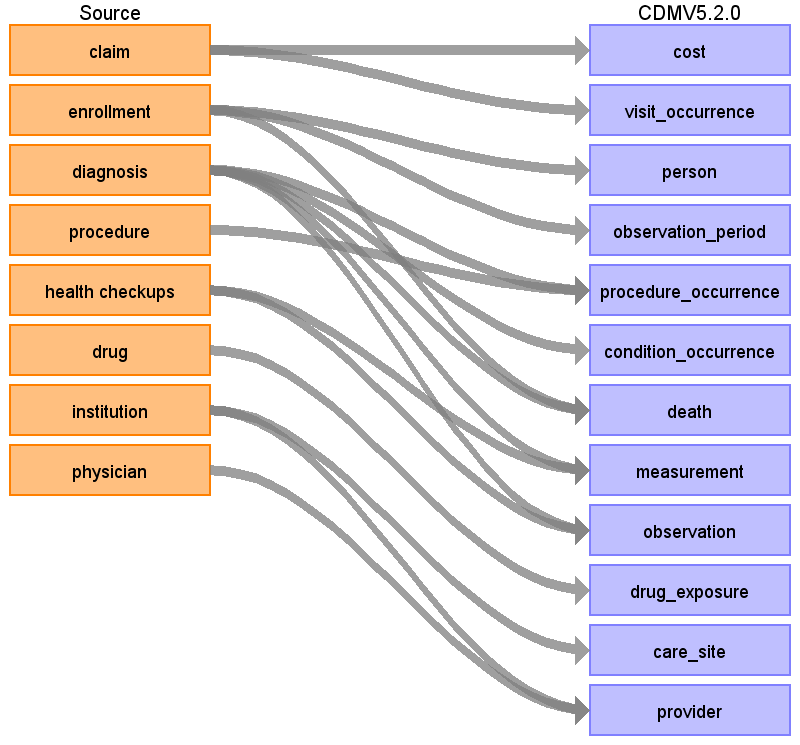 Source
CDMV5.2.0
claim
cost
enrollment
visit_occurrence
diagnosis
person
procedure
observation_period
health checkups
procedure_occurrence
drug
condition_occurrence
institution
death
physician
measurement
observation
drug_exposure
care_site
provider